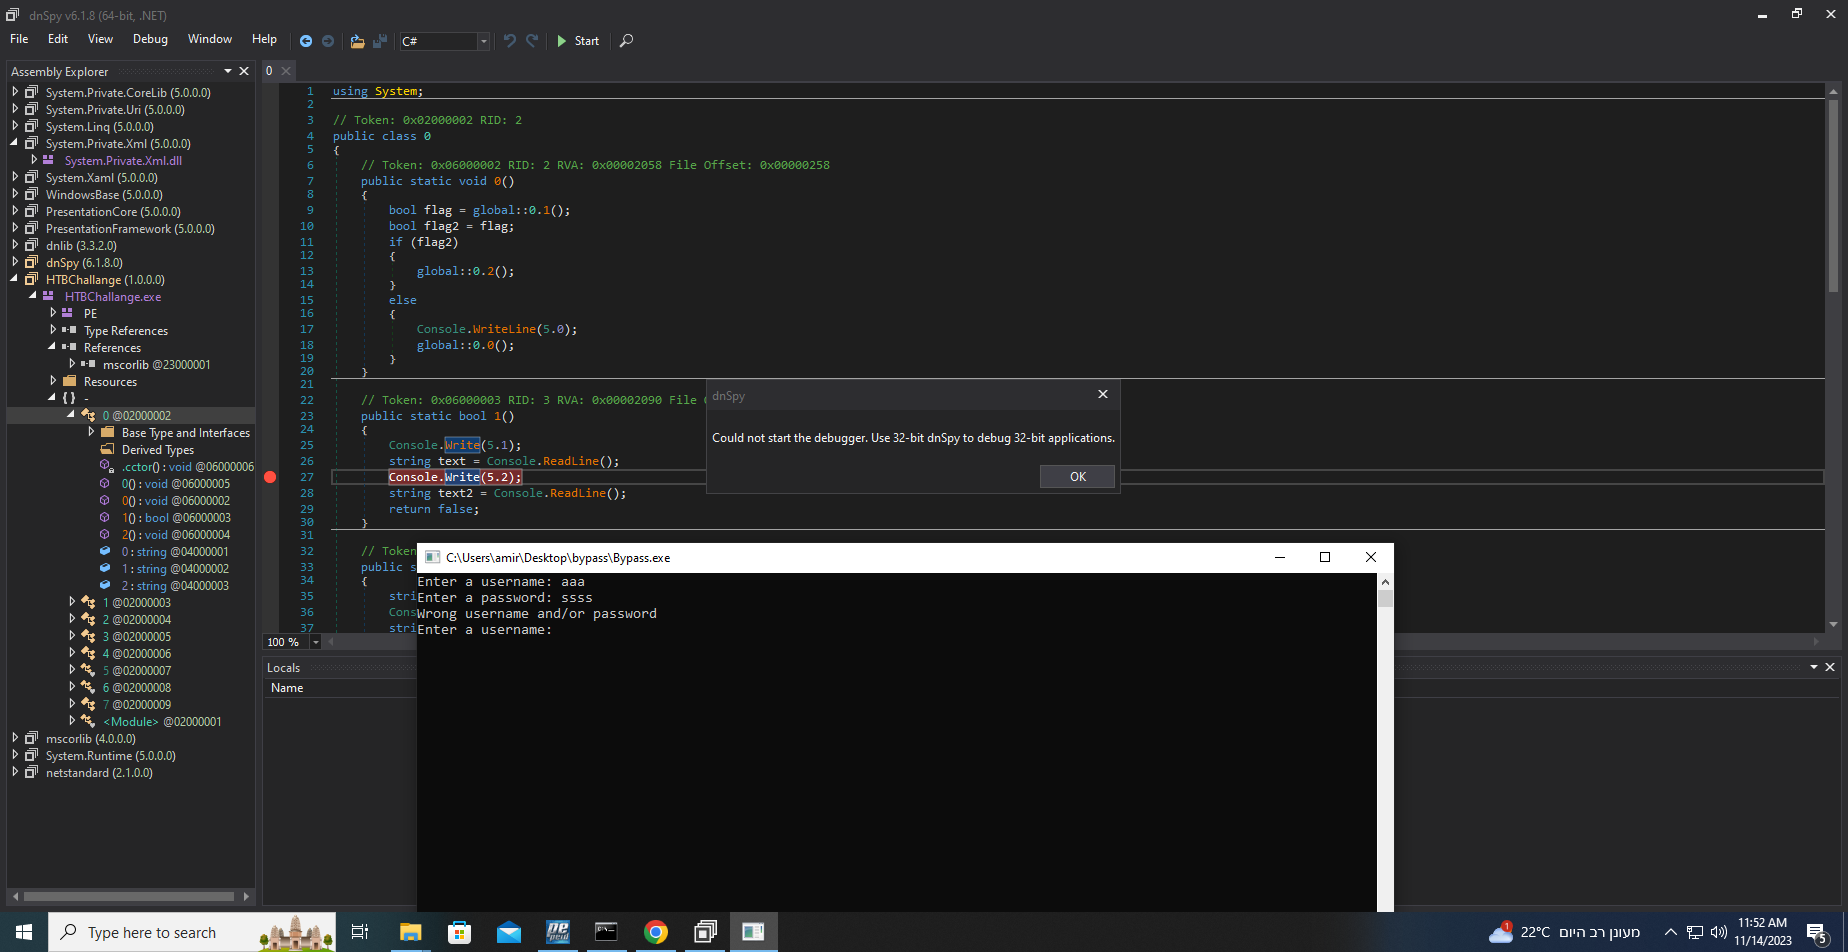 dnSpy v6.1.8 (64-bit, .NET)
File Edit View Debug Window Help C# Start
Assembly Explorer
System.Private.CoreLib (5.0.0.0)
System.Private.Uri (5.0.0.0)
System.Linq (5.0.0.0)
System.Private.Xml (5.0.0.0)
System.Private.Xml.dll
System.Xaml (5.0.0.0)
WindowsBase (5.0.0.0)
PresentationCore (5.0.0.0)
PresentationFramework (5.0.0.0)
dnlib (3.3.2.0)
dnSpy (6.1.8.0)
HTBChallange (1.0.0.0)
HTBChallange.exe
PE
Type References
References
mscorlib @23000001
Resources
{ } -
0 @02000002
Base Type and Interfaces
Derived Types
.cctor() : void @06000006
0() : void @06000005
0() : void @06000002
1() : bool @06000003
2() : void @06000004
0 : string @04000001
1 : string @04000002
2 : string @04000003
1 @02000003
2 @02000004
3 @02000005
4 @02000006
5 @02000007
6 @02000008
7 @02000009
<Module> @02000001
mscorlib (4.0.0.0)
System.Runtime (5.0.0.0)
netstandard (2.1.0.0)
0
1 using System;
2
3 // Token: 0x02000002 RID: 2
4 public class 0
5 {
6 // Token: 0x06000002 RID: 2 RVA: 0x00002058 File Offset: 0x00000258
7 public static void 0()
8 {
9 bool flag = global::0.1();
10 bool flag2 = flag;
11 if (flag2)
12 {
13 global::0.2();
14 }
15 else
16 {
17 Console.WriteLine(5.0);
18 global::0.0();
19 }
20 }
21
22 // Token: 0x06000003 RID: 3 RVA: 0x00002090 File
23 public static bool 1()
24 {
25 Console.Write(5.1);
26 string text = Console.ReadLine();
27 Console.Write(5.2);
28 string text2 = Console.ReadLine();
29 return false;
30 }
31
32 // Token
33 public s
34 {
35 stri
36 Cons
37 stri
100 %
Locals
Name
dnSpy
Could not start the debugger. Use 32-bit dnSpy to debug 32-bit applications.
OK
C:\Users\amir\Desktop\bypass\Bypass.exe
Enter a username: aaa
Enter a password: ssss
Wrong username and/or password
Enter a username:
Type here to search
1
22°C מעונן רב היום
11:52 AM
11/14/2023
5